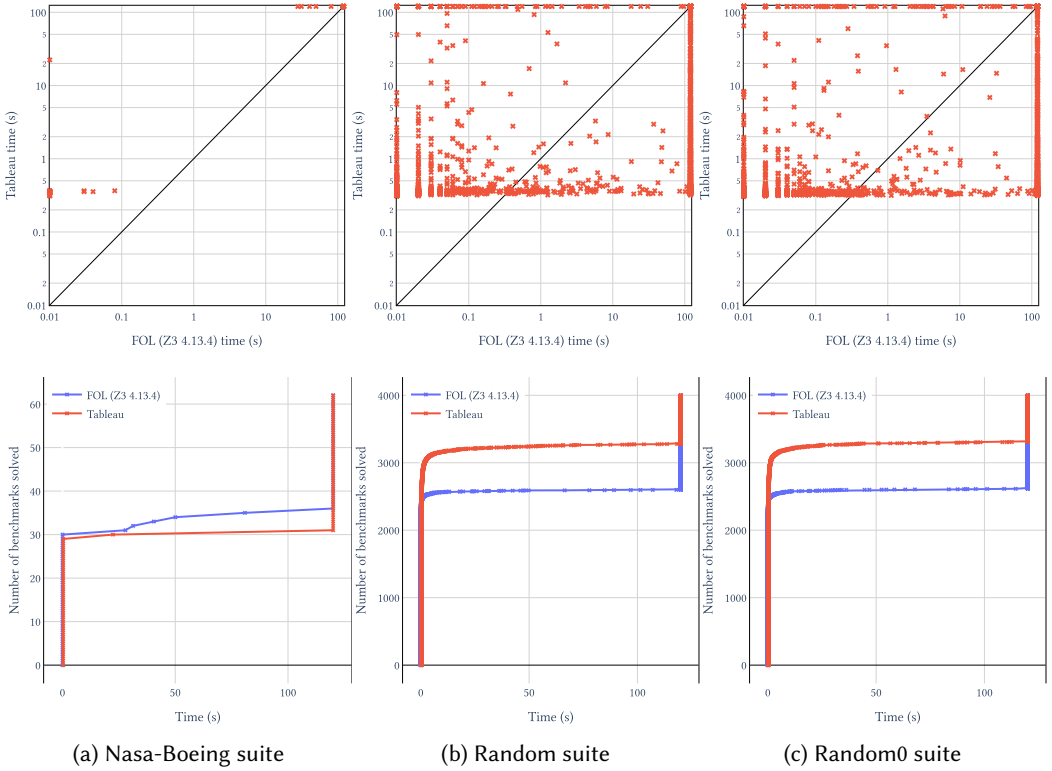 100
5
2
10
5
2
1
5
2
0.1
5
2
0.01
0.01 0.1 1 10 100
Tableau time (s)
FOL (Z3 4.13.4) time (s)
100
5
2
10
5
2
1
5
2
0.1
5
2
0.01
0.01 0.1 1 10 100
Tableau time (s)
FOL (Z3 4.13.4) time (s)
100
5
2
10
5
2
1
5
2
0.1
5
2
0.01
0.01 0.1 1 10 100
Tableau time (s)
FOL (Z3 4.13.4) time (s)
FOL (Z3 4.13.4)
Tableau
60
50
40
30
20
10
0
0 50 100
Number of benchmarks solved
Time (s)
FOL (Z3 4.13.4)
Tableau
4000
3000
2000
1000
0
0 50 100
Number of benchmarks solved
Time (s)
FOL (Z3 4.13.4)
Tableau
4000
3000
2000
1000
0
0 50 100
Number of benchmarks solved
Time (s)
(a) Nasa-Boeing suite
(b) Random suite
(c) Random0 suite